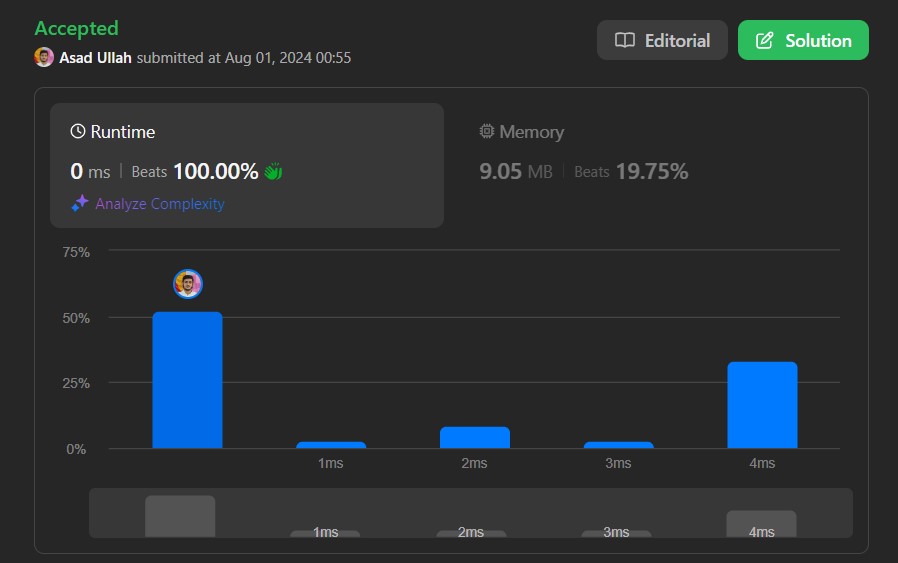 Accepted
Asad Ullah submitted at Aug 01, 2024 00:55
Editorial
Solution
Runtime
0 ms | Beats 100.00%
Analyze Complexity
Memory
9.05 MB | Beats 19.75%
75%
50%
25%
0%
1ms 2ms 3ms 4ms
1ms 2ms 3ms 4ms